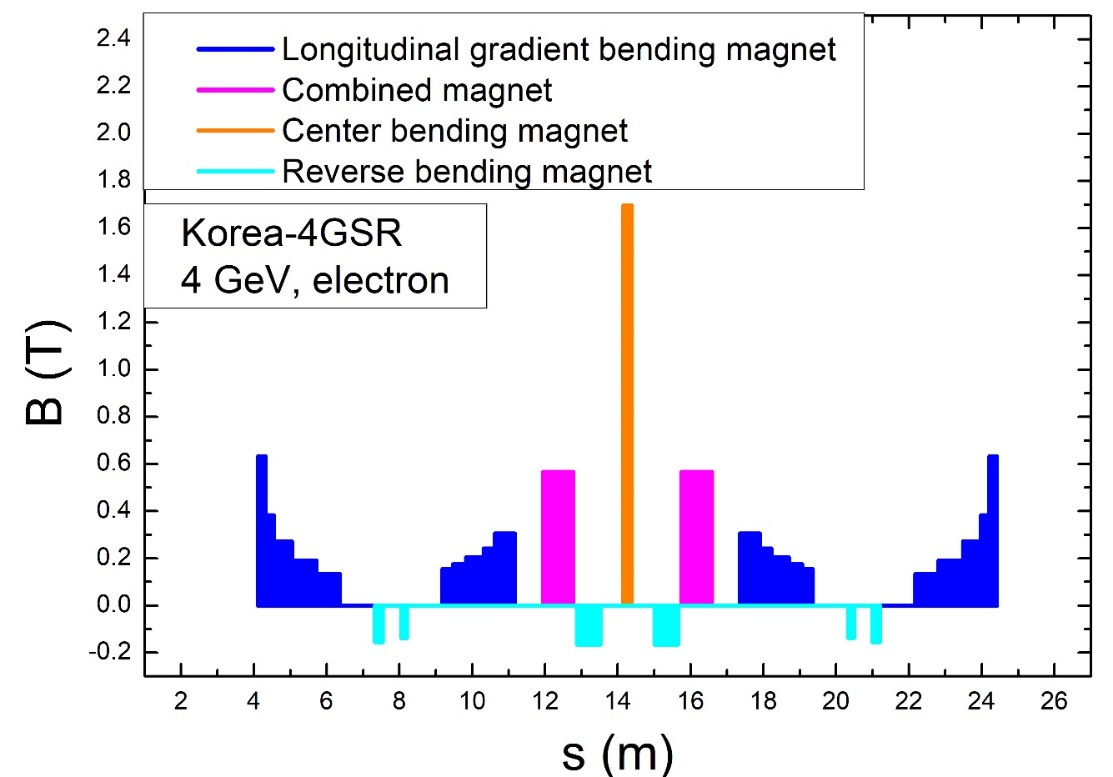 2.4
2.2
2.0
1.8
1.6
1.4
1.2
1.0
0.8
0.6
0.4
0.2
0.0
-0.2
B (T)
Longitudinal gradient bending magnet
Combined magnet
Center bending magnet
Reverse bending magnet
Korea-4GSR
4 GeV, electron
2 4 6 8 10 12 14 16 18 20 22 24 26
s (m)